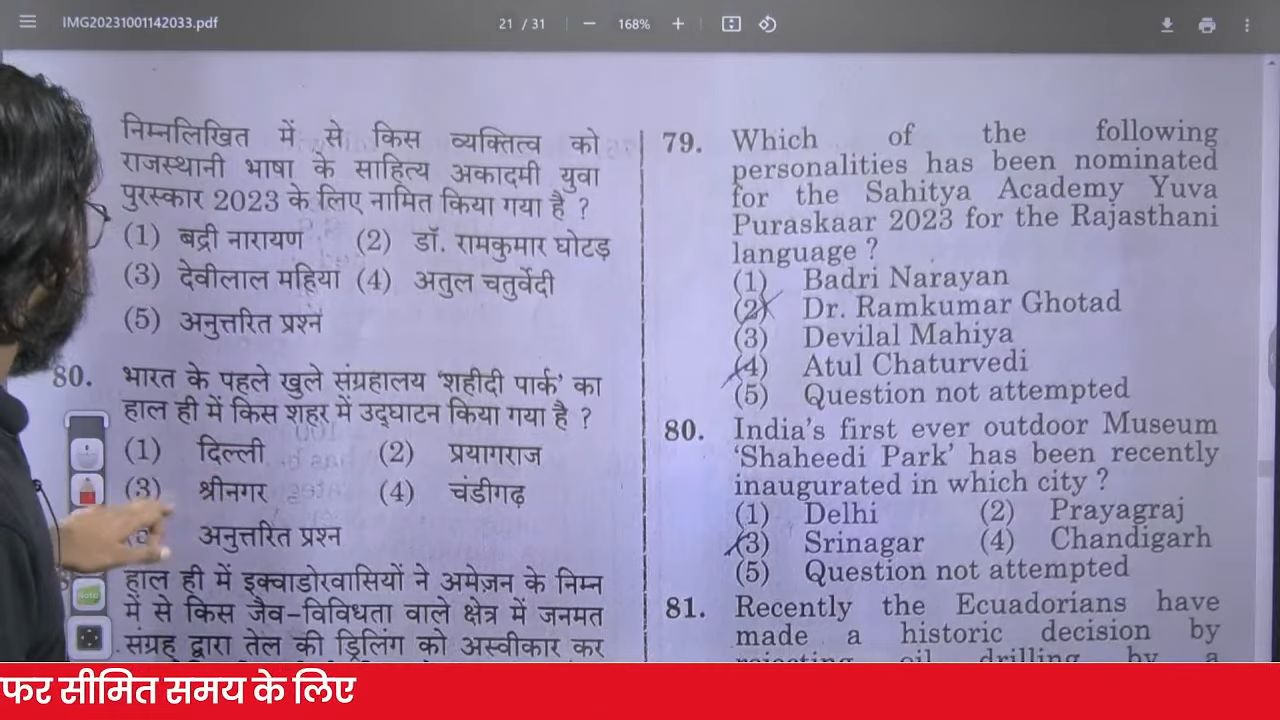 IMG20231001142033.pdf
21 / 31
168%
निम्नलिखित में से किस व्यक्तित्व को
राजस्थानी भाषा के साहित्य अकादमी युवा
पुरस्कार 2023 के लिए नामित किया गया है ?
(1) बद्री नारायण (2) डॉ. रामकुमार घोटड़
(3) देवीलाल महिया (4) अतुल चतुर्वेदी
(5) अनुत्तरित प्रश्न
80. भारत के पहले खुले संग्रहालय 'शहीदी पार्क' का
हाल ही में किस शहर में उद्घाटन किया गया है ?
(1) दिल्ली (2) प्रयागराज
(3) श्रीनगर (4) चंडीगढ़
अनुत्तरित प्रश्न
हाल ही में इक्वाडोरवासियों ने अमेज़न के निम्न
में से किस जैव-विविधता वाले क्षेत्र में जनमत
संग्रह द्वारा तेल की ड्रिलिंग को अस्वीकार कर
79. Which of the following
personalities has been nominated
for the Sahitya Academy Yuva
Puraskaar 2023 for the Rajasthani
language ?
(1) Badri Narayan
(2) Dr. Ramkumar Ghotad
(3) Devilal Mahiya
(4) Atul Chaturvedi
(5) Question not attempted
80. India's first ever outdoor Museum
'Shaheedi Park' has been recently
inaugurated in which city ?
(1) Delhi (2) Prayagraj
(3) Srinagar (4) Chandigarh
(5) Question not attempted
81. Recently the Ecuadorians have
made a historic decision by
rejecting oil drilling by a
फर सीमित समय के लिए